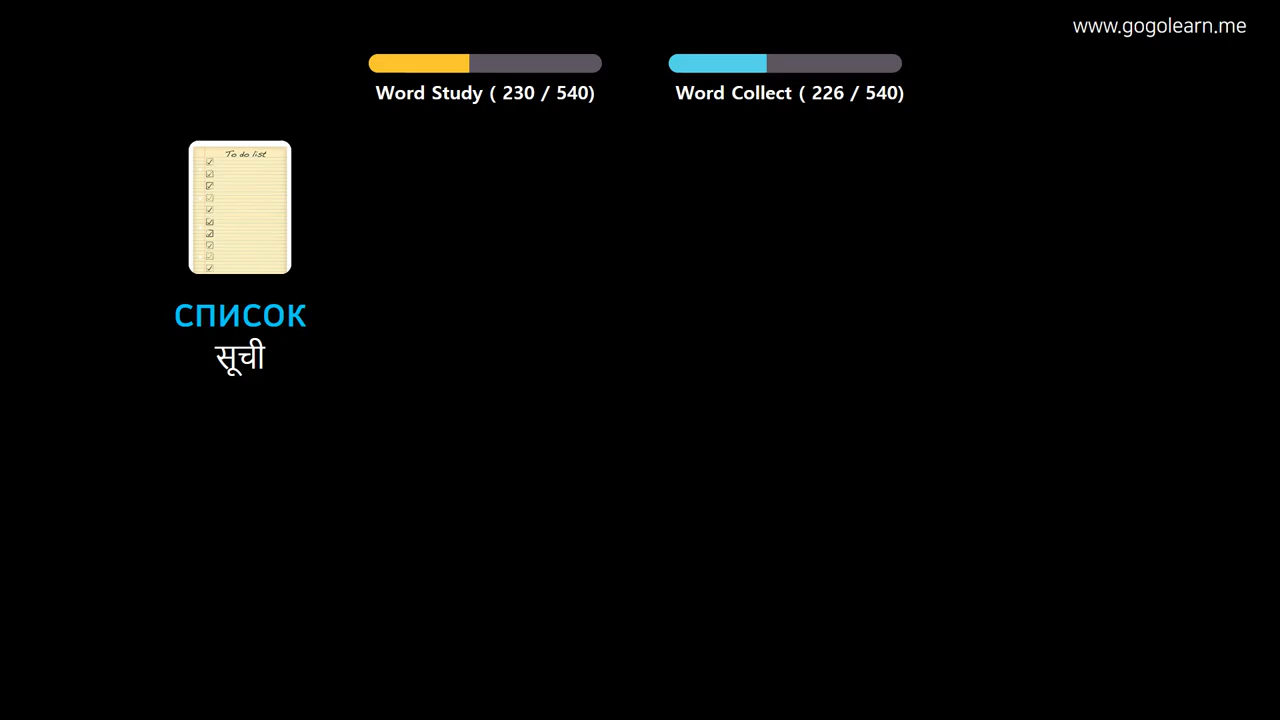 www.gogolearn.me
Word Study ( 230 / 540)
Word Collect ( 226 / 540)
To do list
список
सूची